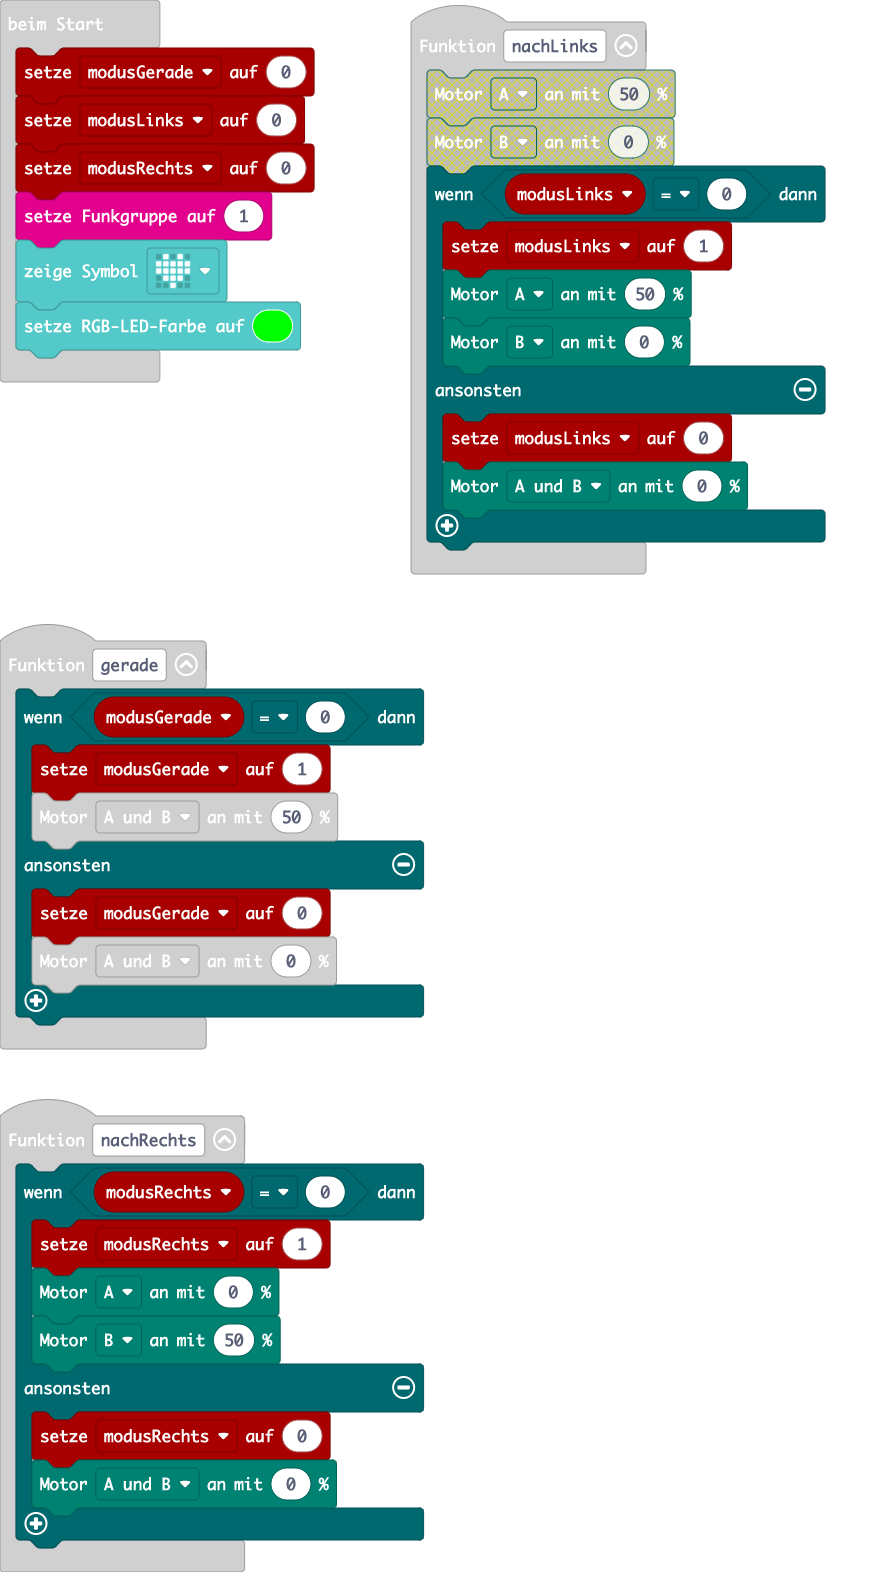 beim Start
setze modusGerade auf 0
setze modusLinks auf 0
setze modusRechts auf 0
setze Funkgruppe auf 1
zeige Symbol
setze RGB-LED-Farbe auf
Funktion nachLinks
Motor A an mit 50 %
Motor B an mit 0 %
wenn modusLinks = 0 dann
setze modusLinks auf 1
Motor A an mit 50 %
Motor B an mit 0 %
ansonsten
setze modusLinks auf 0
Motor A und B an mit 0 %
Funktion gerade
wenn modusGerade = 0 dann
setze modusGerade auf 1
Motor A und B an mit 50 %
ansonsten
setze modusGerade auf 0
Motor A und B an mit 0 %
Funktion nachRechts
wenn modusRechts = 0 dann
setze modusRechts auf 1
Motor A an mit 0 %
Motor B an mit 50 %
ansonsten
setze modusRechts auf 0
Motor A und B an mit 0 %